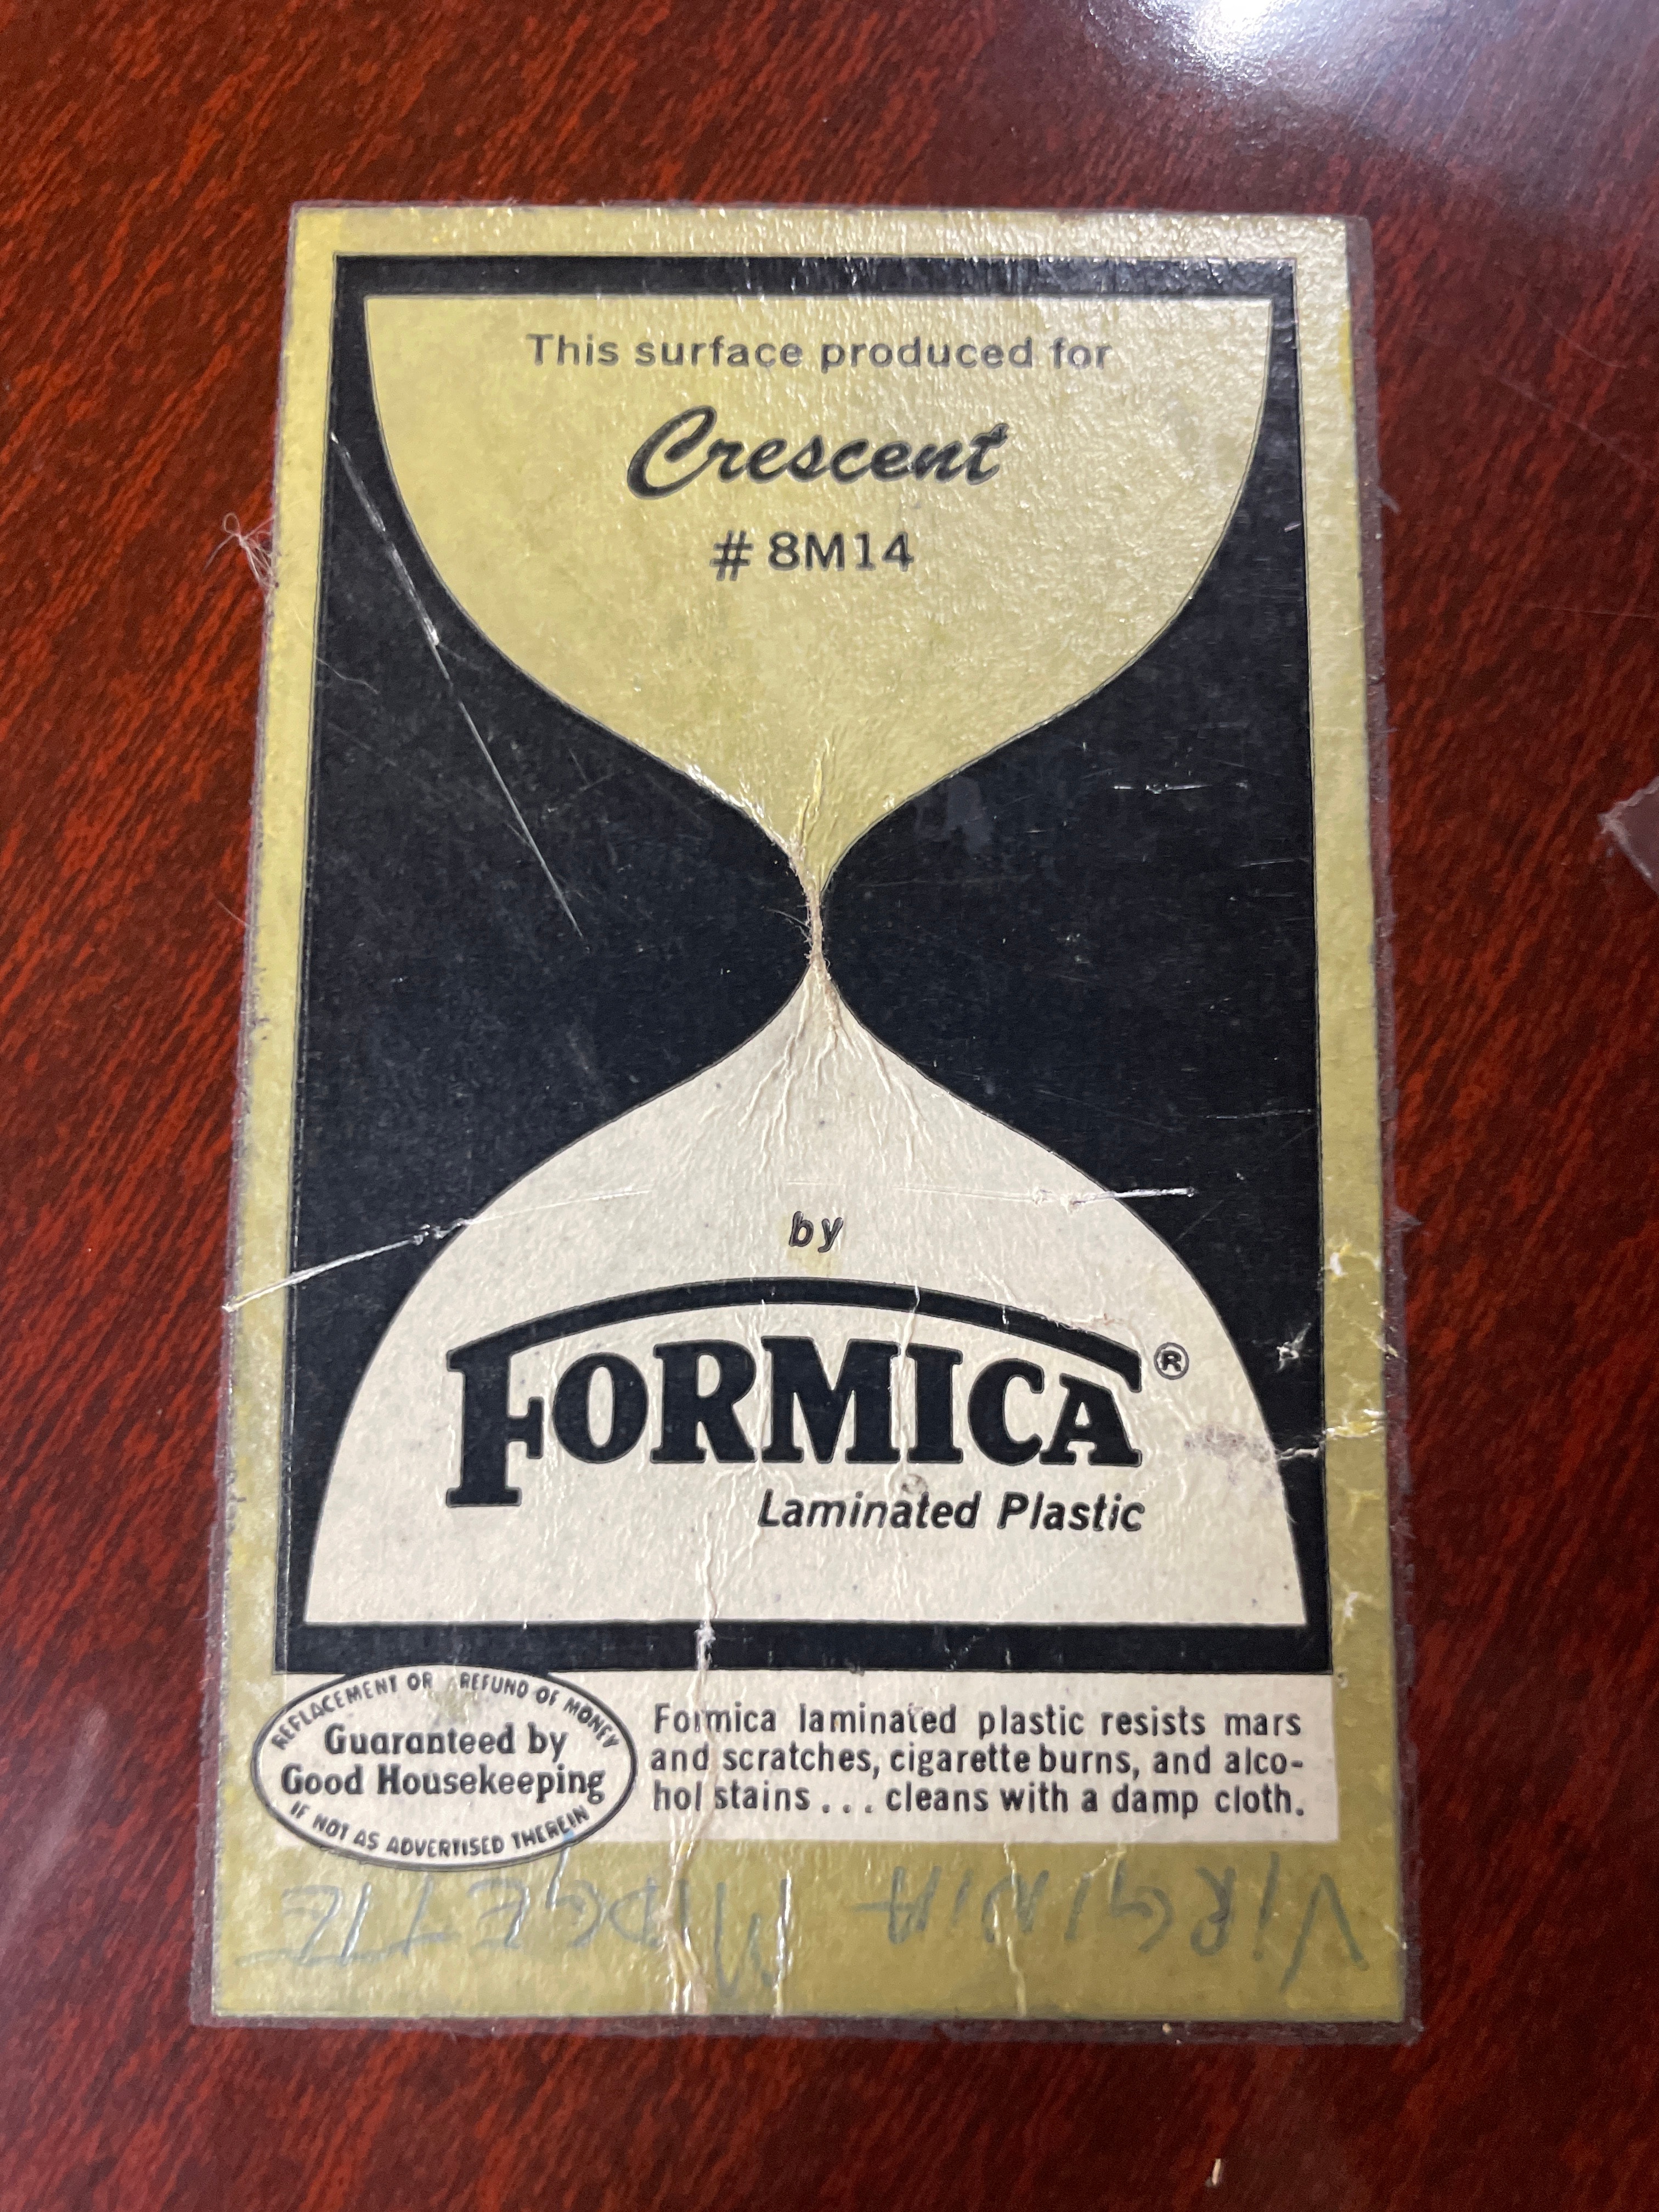 This surface produced for
Crescent
# 8M14
by
FORMICA®
Laminated Plastic
REPLACEMENT OR REFUND OF MONEY
Guaranteed by
Good Housekeeping
IF NOT AS ADVERTISED THEREIN
Formica laminated plastic resists mars
and scratches, cigarette burns, and alco-
hol stains . . . cleans with a damp cloth.
VIRGINIA MIDGETTE